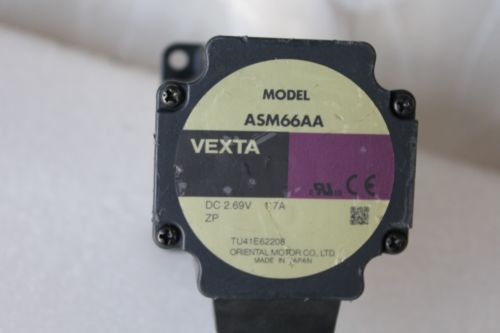 MODEL
ASM66AA
VEXTA
DC 2.69V 1.7A
ZP
TU41E62208
ORIENTAL MOTOR CO., LTD.
MADE IN JAPAN